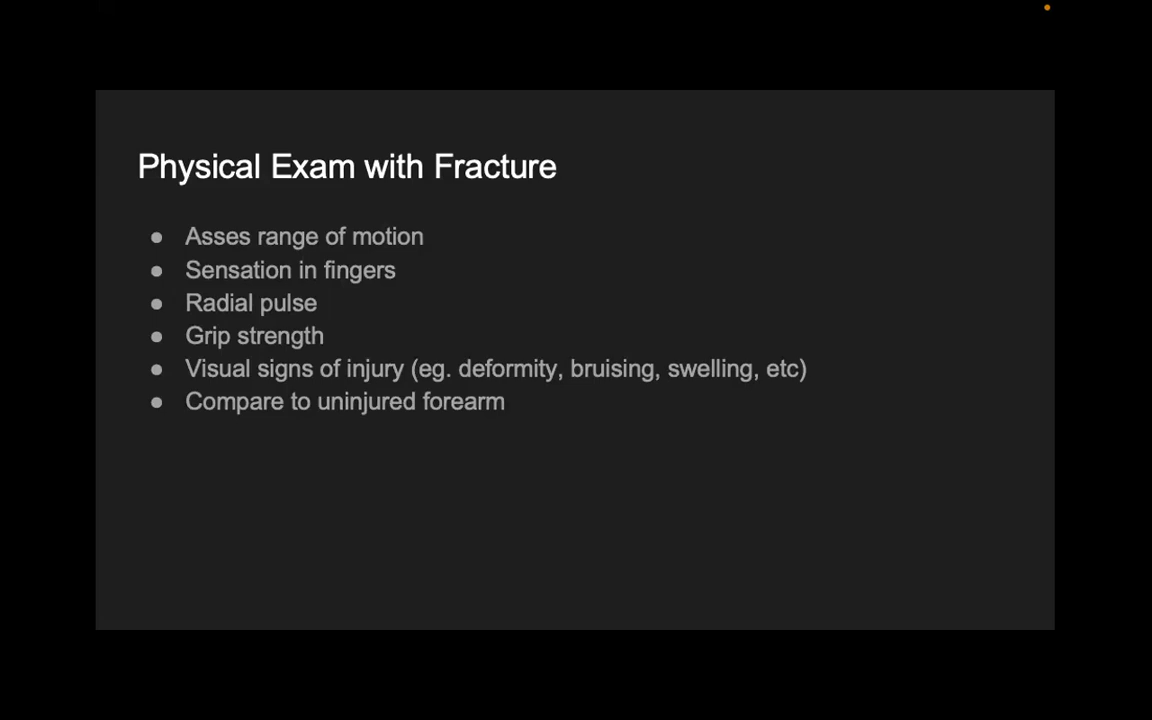 Physical Exam with Fracture
● Asses range of motion
● Sensation in fingers
● Radial pulse
● Grip strength
● Visual signs of injury (eg. deformity, bruising, swelling, etc)
● Compare to uninjured forearm